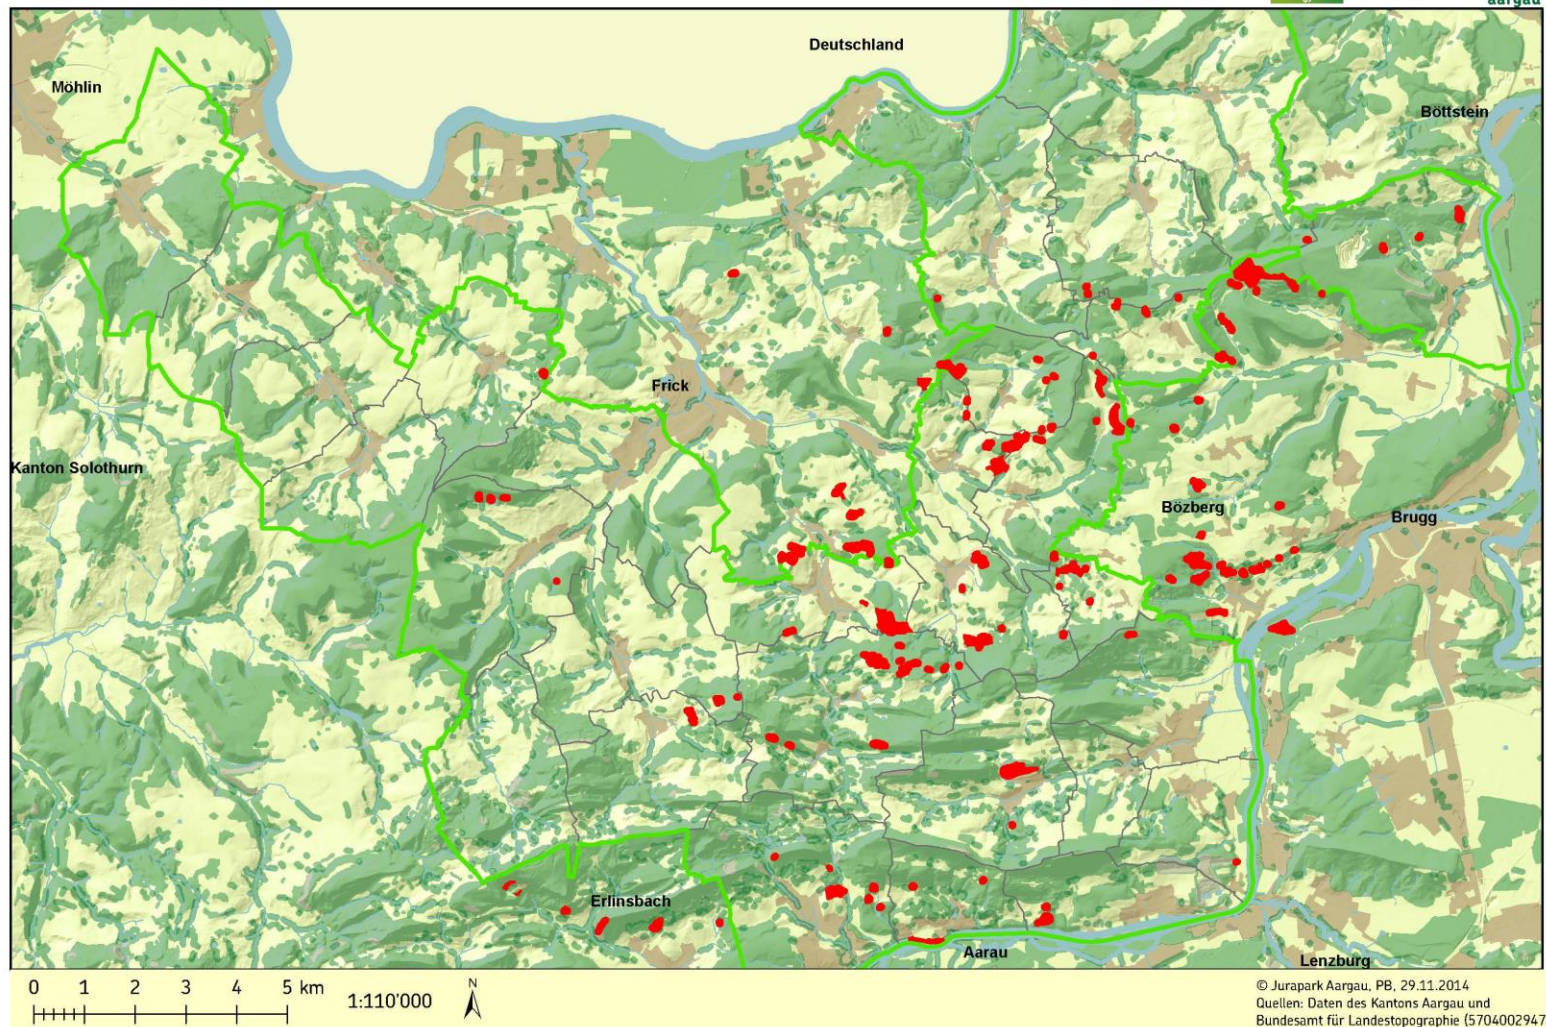 aargau
Deutschland
Möhlin
Böttstein
Frick
Kanton Solothurn
Bözberg
Brugg
Erlinsbach
Aarau
Lenzburg
0 1 2 3 4 5 km
1:110'000
N
© Jurapark Aargau, PB, 29.11.2014
Quellen: Daten des Kantons Aargau und
Bundesamt für Landestopographie (5704002947